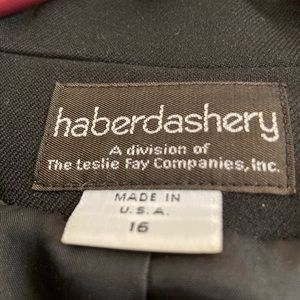 haberdashery
A division of
The Leslie Fay Companies, Inc.
MADE IN
U.S.A.
16